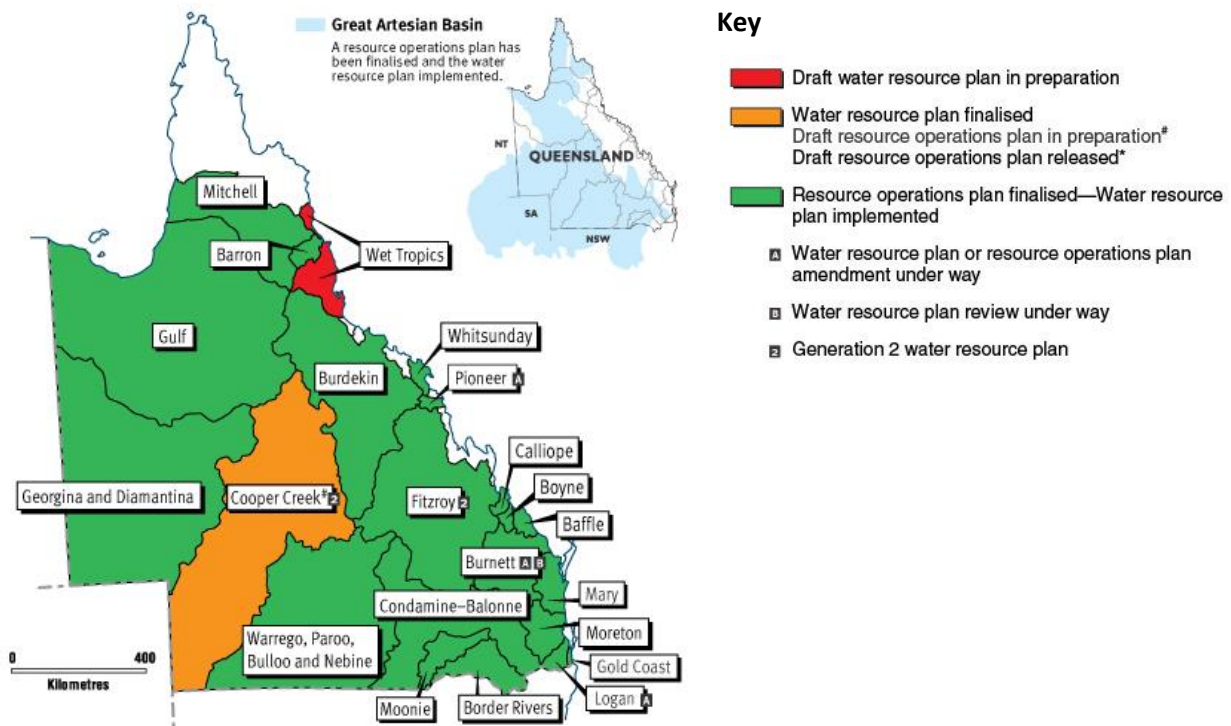 Great Artesian Basin
A resource operations plan has
been finalised and the water
resource plan implemented.
NT
QUEENSLAND
SA
NSW
Key
Draft water resource plan in preparation
Water resource plan finalised
Draft resource operations plan in preparation#
Draft resource operations plan released*
Resource operations plan finalised—Water resource
plan implemented
A Water resource plan or resource operations plan
amendment under way
B Water resource plan review under way
2 Generation 2 water resource plan
Mitchell
Barron
Wet Tropics
Gulf
Whitsunday
Burdekin
Pioneer A
Calliope
Georgina and Diamantina
Cooper Creek# 2
Fitzroy 2
Boyne
Baffle
Burnett A B
Mary
Condamine–Balonne
Moreton
Warrego, Paroo,
Bulloo and Nebine
Gold Coast
Logan A
Moonie
Border Rivers
0 400
Kilometres